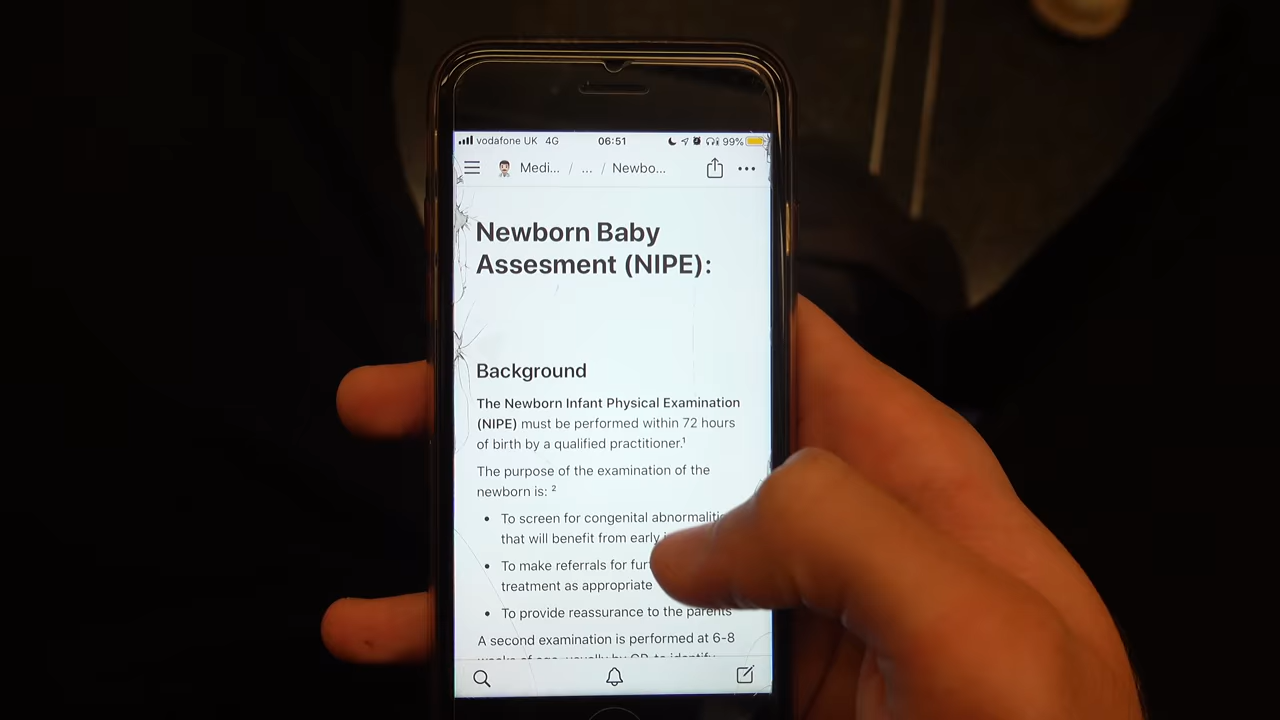 vodafone UK 4G 06:51 99%
Medi... / ... / Newbo...
Newborn Baby
Assesment (NIPE):
Background
The Newborn Infant Physical Examination
(NIPE) must be performed within 72 hours
of birth by a qualified practitioner.¹
The purpose of the examination of the
newborn is: ²
• To screen for congenital
that will benefit from early
• To make referrals for
treatment as appropriate
• To provide reassurance to the parents
A second examination is performed at 6-8